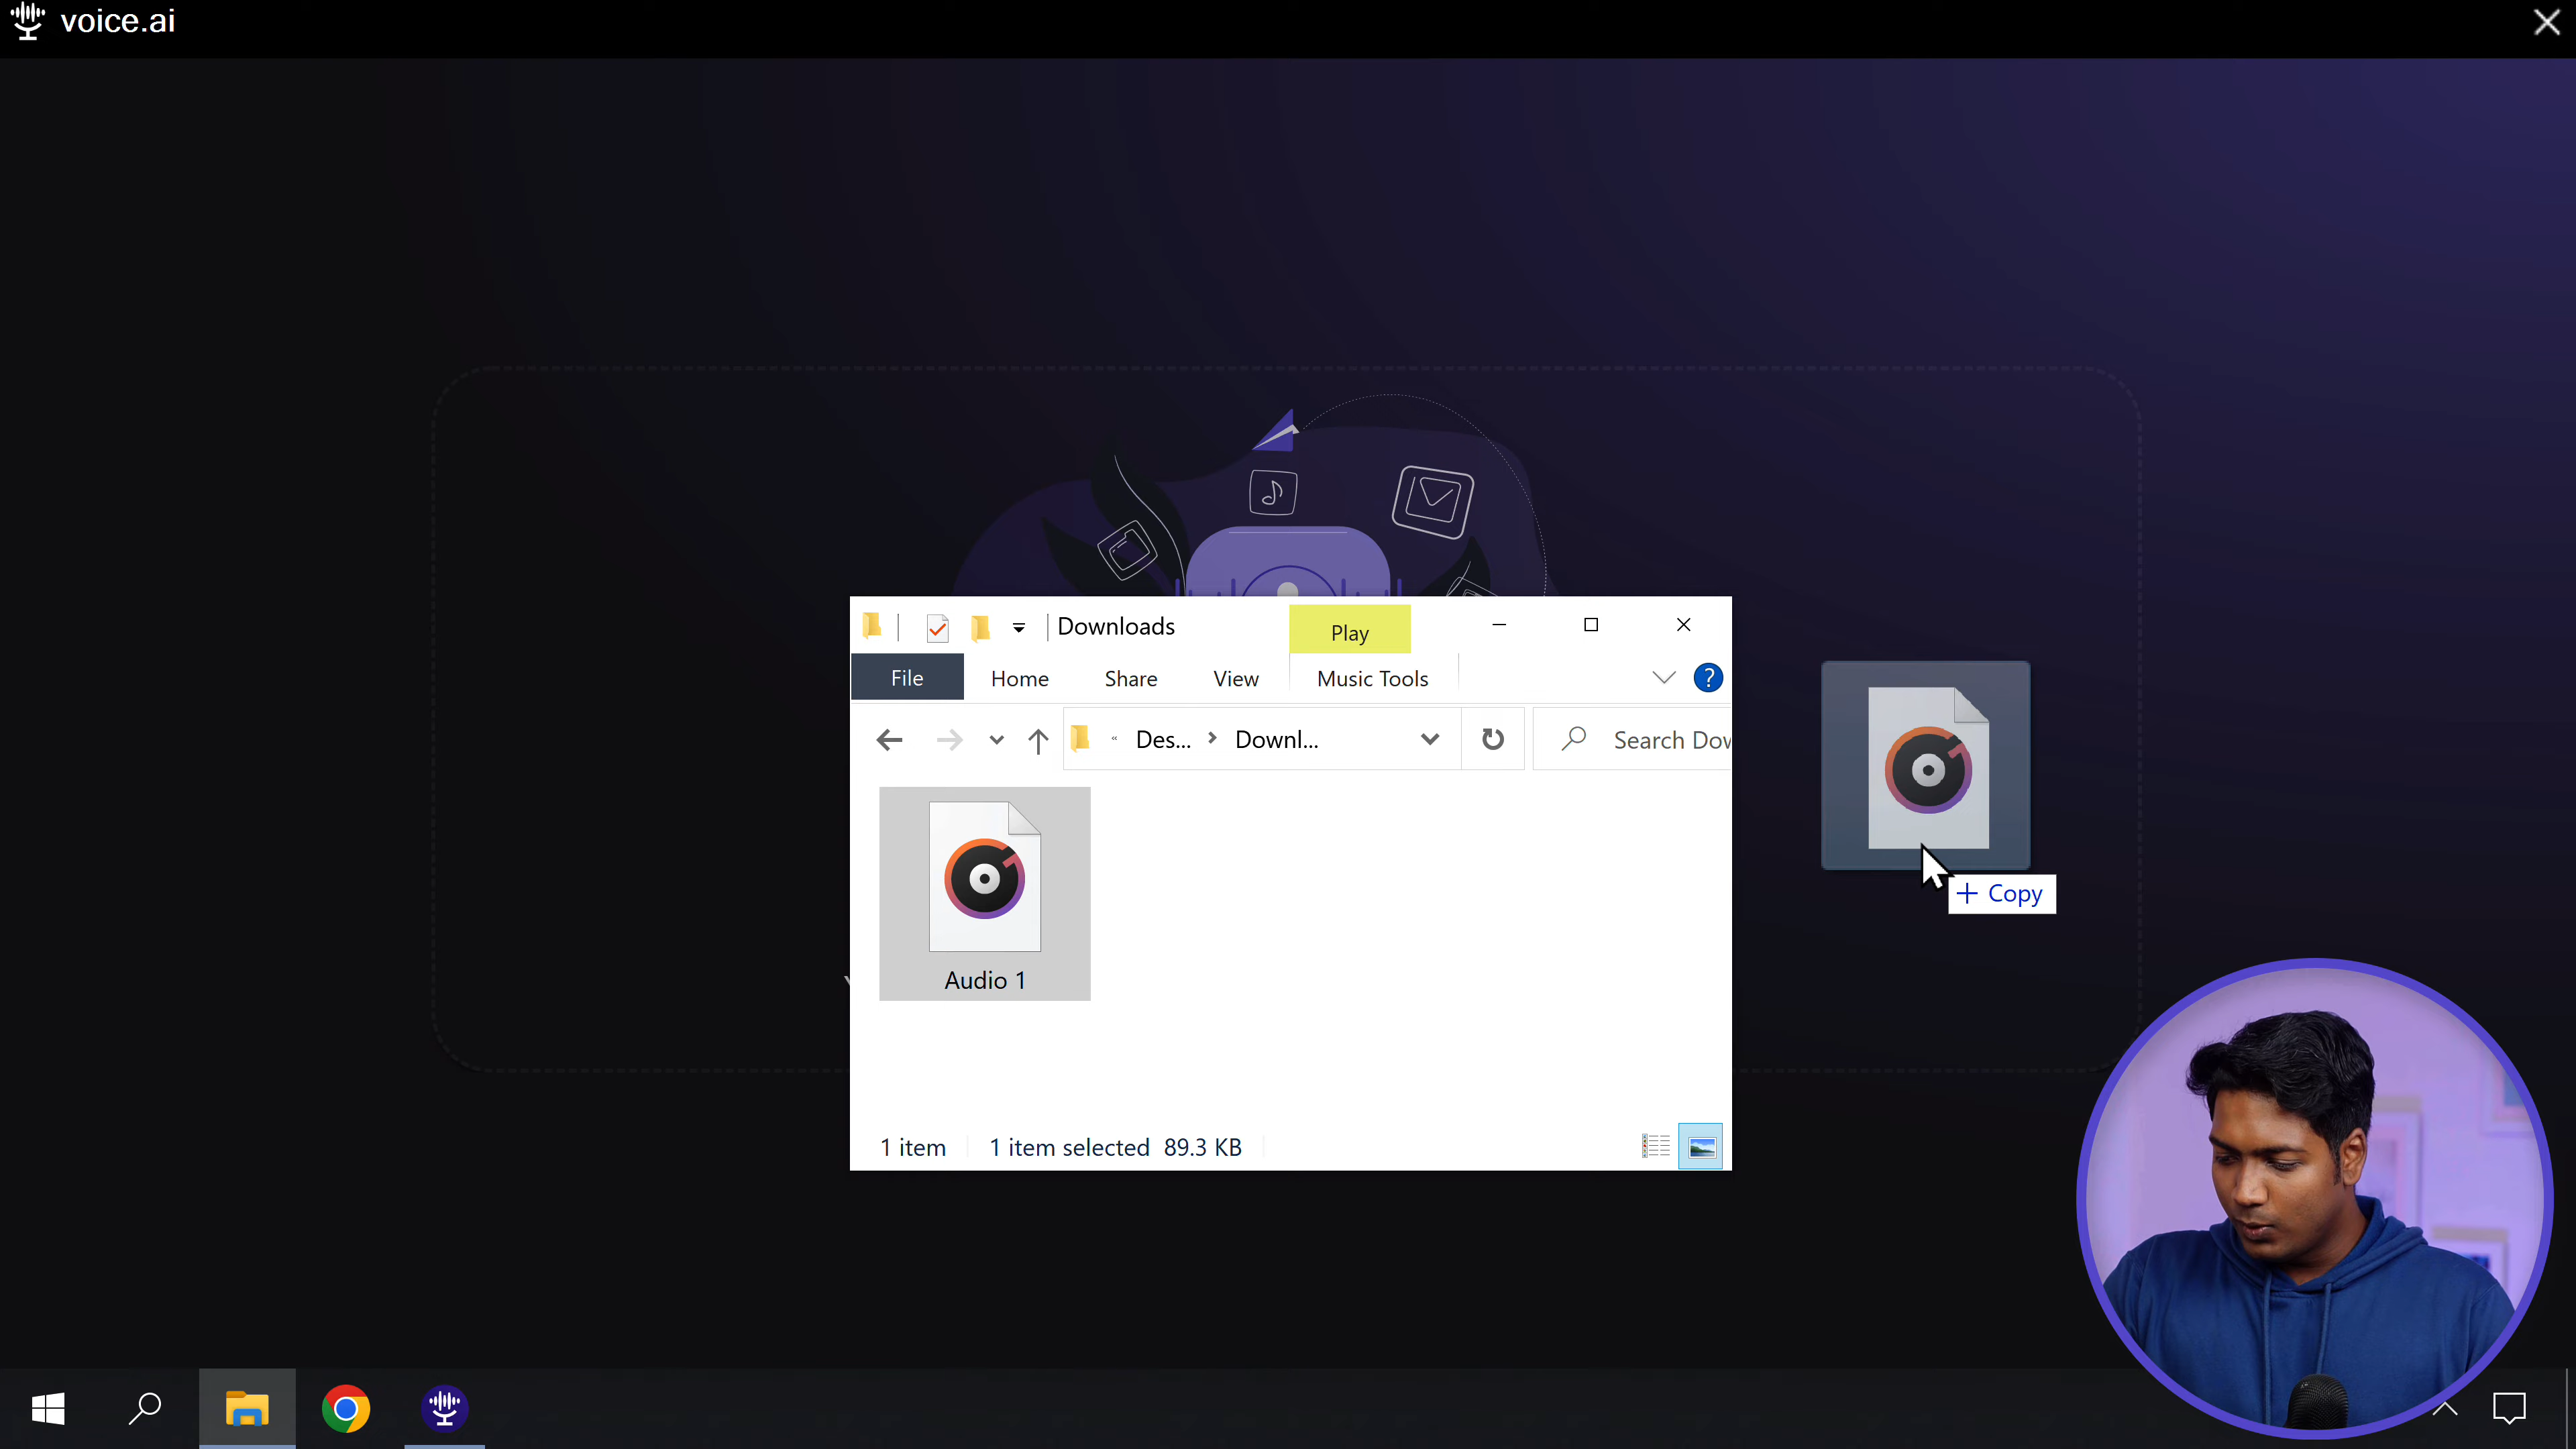 voice.ai
Downloads
Play
File Home Share View Music Tools
« Des... > Downl...
Search Dow
Copy
Audio 1
1 item 1 item selected 89.3 KB